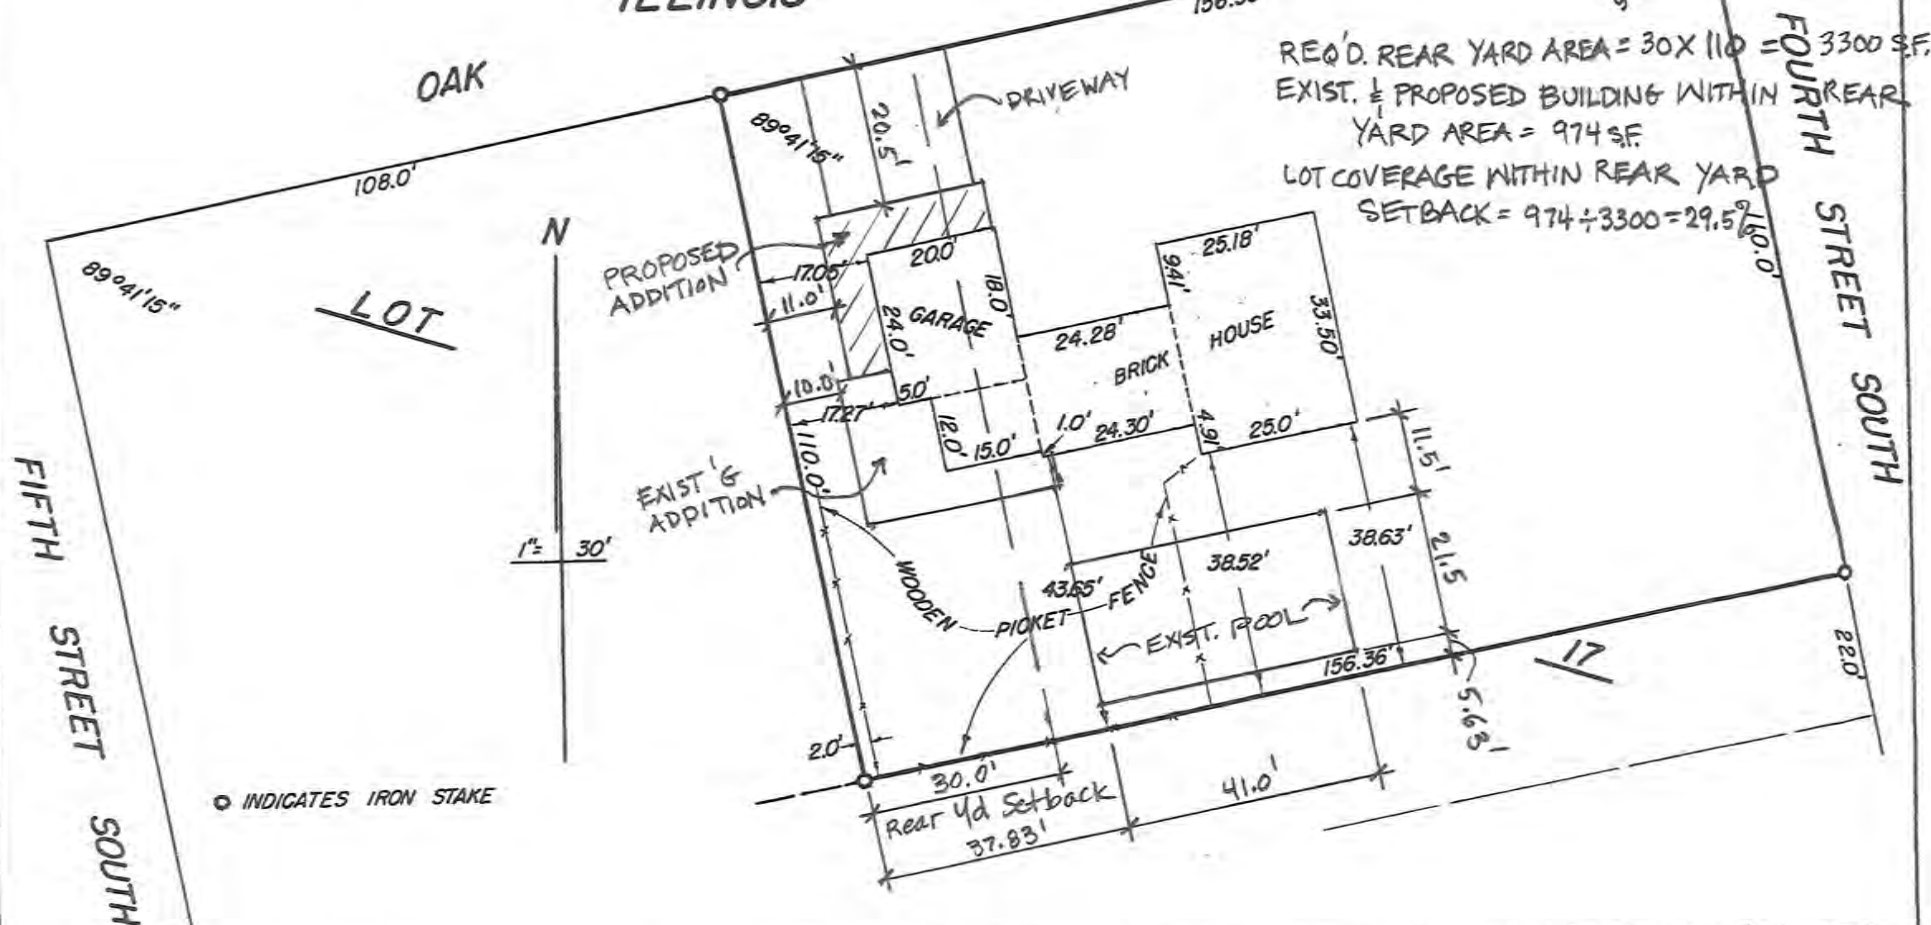 ILLINOIS
OAK
108.0'
89°41'15"
LOT
N
1"= 30'
FIFTH STREET SOUTH
O INDICATES IRON STAKE
REQ'D. REAR YARD AREA = 30 X 110 = 3300 S.F.
EXIST. & PROPOSED BUILDING WITHIN REAR
YARD AREA = 974 S.F.
LOT COVERAGE WITHIN REAR YARD
SETBACK = 974 ÷ 3300 = 29.5%
FOURTH STREET SOUTH
110.0'
22.0'
89°41'15"
20.5'
DRIVEWAY
PROPOSED
ADDITION
17.05'
11.0'
20.0'
18.0'
24.0'
GARAGE
10.0'
17.27'
5.0'
12.0'
15.0'
1.0'
24.28'
BRICK
HOUSE
9.41'
25.18'
33.50'
24.30'
4.91'
25.0'
11.5'
21.5
5.63'
EXIST'G
ADDITION
110.0'
WOODEN PICKET FENCE
43.65'
38.52'
38.63'
EXIST. POOL
156.36'
17
2.0'
30.0'
Rear Yd Setback
37.83'
41.0'